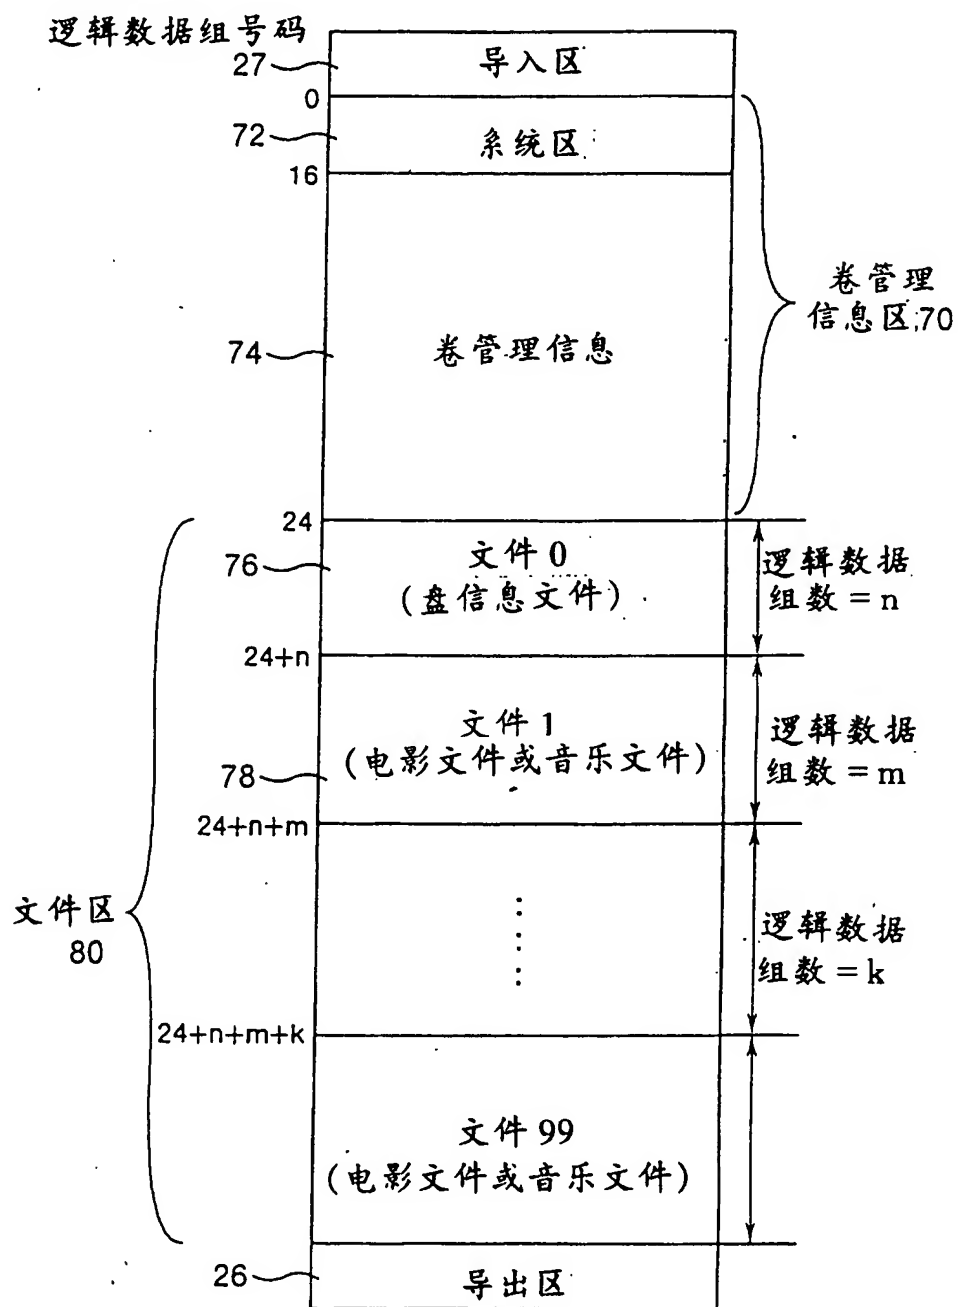 逻辑数据组号码
27
导入区
0
72
系统区
16
卷管理
信息区,70
74
卷管理信息
24
76
文件 0
(盘信息文件)
逻辑数据
组数=n
24+n
文件 1
(电影文件或音乐文件)
78
逻辑数据
组数=m
24+n+m
文件区
80
逻辑数据
组数=k
24+n+m+k
文件 99
(电影文件或音乐文件)
26
导出区